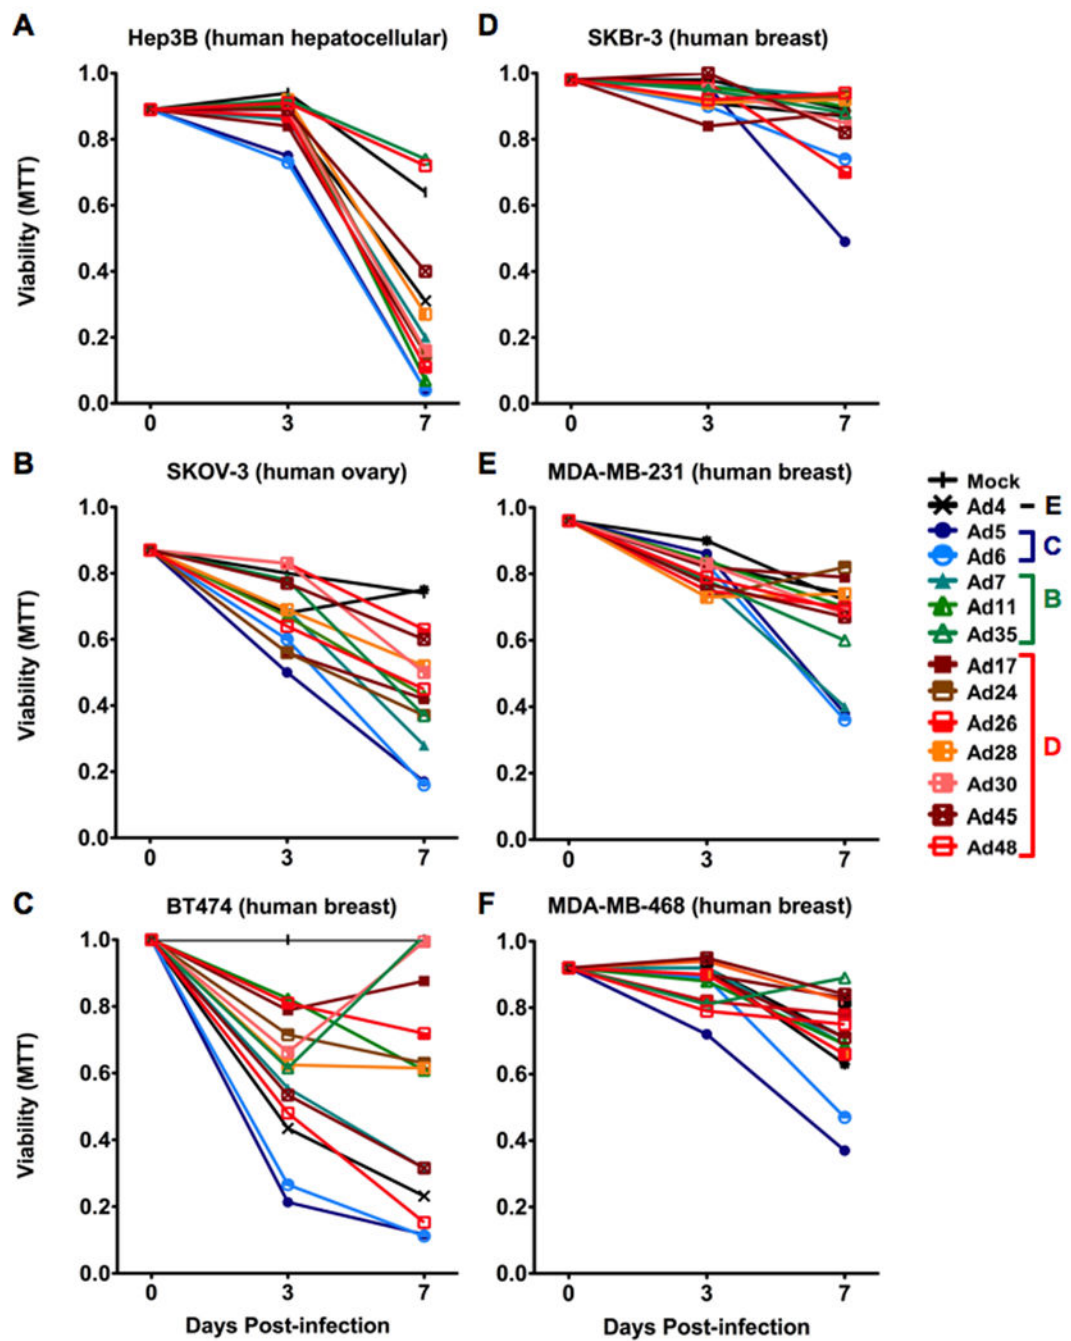 A
Hep3B (human hepatocellular)
Viability (MTT)
1.0
0.8
0.6
0.4
0.2
0.0
0 3 7
D
SKBr-3 (human breast)
1.0
0.8
0.6
0.4
0.2
0.0
0 3 7
B
SKOV-3 (human ovary)
Viability (MTT)
1.0
0.8
0.6
0.4
0.2
0.0
0 3 7
E
MDA-MB-231 (human breast)
1.0
0.8
0.6
0.4
0.2
0.0
0 3 7
Mock
Ad4 E
Ad5
C
Ad6
Ad7
B
Ad11
Ad35
Ad17
Ad24
Ad26
D
Ad28
Ad30
Ad45
Ad48
C
BT474 (human breast)
Viability (MTT)
1.0
0.8
0.6
0.4
0.2
0.0
0 3 7
Days Post-infection
F
MDA-MB-468 (human breast)
1.0
0.8
0.6
0.4
0.2
0.0
0 3 7
Days Post-infection